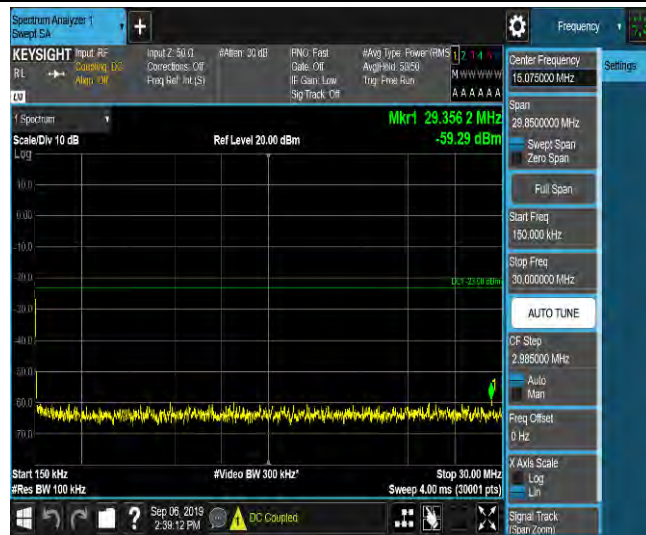 Spectrum Analyzer 1
Swept SA
Frequency
KEYSIGHT
RL
Input: RF
Coupling: DC
Align: Off
Input Z: 50 Ω
Corrections: Off
Freq Ref: Int (S)
#Atten: 30 dB
PNO: Fast
Gate: Off
IF Gain: Low
Sig Track: Off
#Avg Type: Power (RMS
Avg|Hold: 50/50
Trig: Free Run
M W W W W W
A A A A A A
1 Spectrum
Scale/Div 10 dB
Log
Ref Level 20.00 dBm
Mkr1 29.356 2 MHz
-59.29 dBm
10.0
0.00
-10.0
-20.0
-30.0
-40.0
-50.0
-60.0
-70.0
DL1 -23.00 dBm
1
Start 150 kHz
#Res BW 100 kHz
#Video BW 300 kHz*
Stop 30.00 MHz
Sweep 4.00 ms (30001 pts)
Sep 06, 2019
2:39:12 PM
DC Coupled
Center Frequency
15.075000 MHz
Settings
Span
29.8500000 MHz
Swept Span
Zero Span
Full Span
Start Freq
150.000 kHz
Stop Freq
30.000000 MHz
AUTO TUNE
CF Step
2.985000 MHz
Auto
Man
Freq Offset
0 Hz
X Axis Scale
Log
Lin
Signal Track
(Span Zoom)